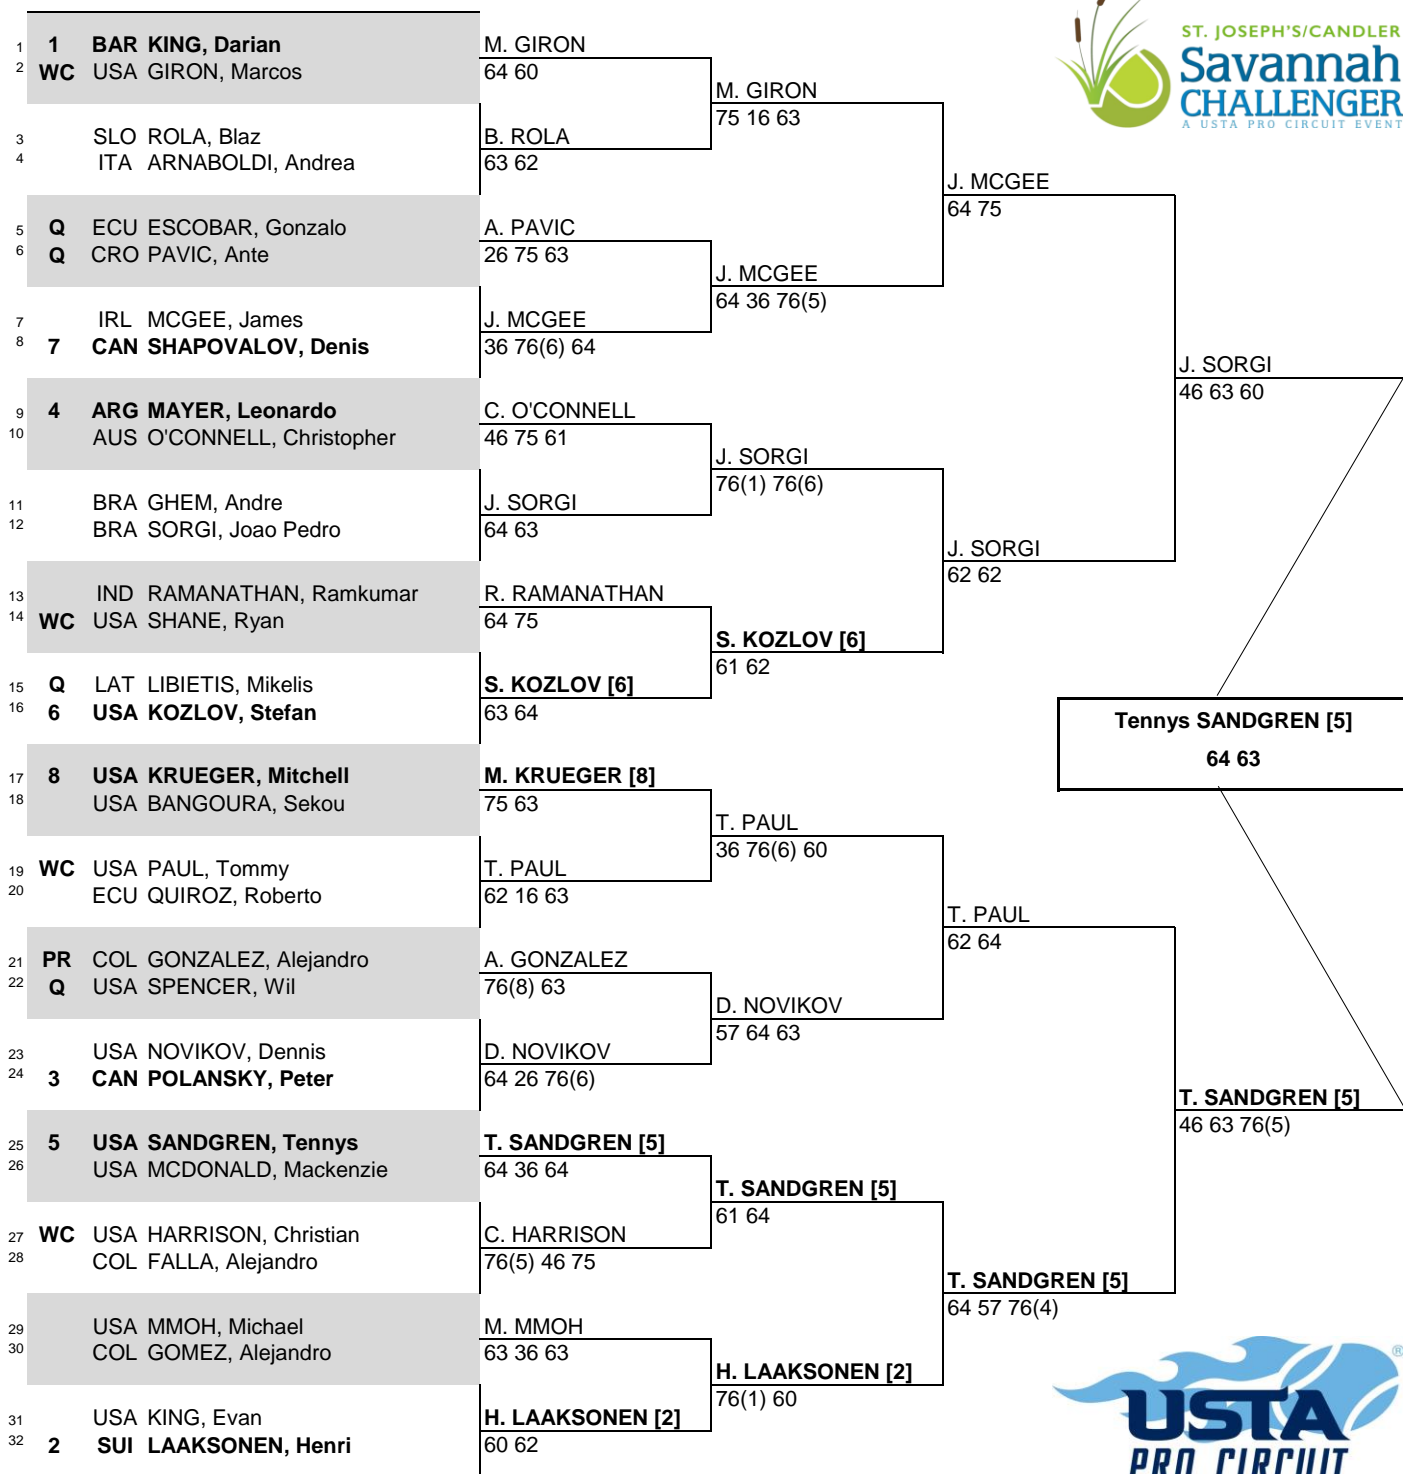 ST. JOSEPH'S/CANDLER
Savannah
CHALLENGER
A USTA PRO CIRCUIT EVENT
1 1 BAR KING, Darian
2 WC USA GIRON, Marcos
3 SLO ROLA, Blaz
4 ITA ARNABOLDI, Andrea
5 Q ECU ESCOBAR, Gonzalo
6 Q CRO PAVIC, Ante
7 IRL MCGEE, James
8 7 CAN SHAPOVALOV, Denis
9 4 ARG MAYER, Leonardo
10 AUS O'CONNELL, Christopher
11 BRA GHEM, Andre
12 BRA SORGI, Joao Pedro
13 IND RAMANATHAN, Ramkumar
14 WC USA SHANE, Ryan
15 Q LAT LIBIETIS, Mikelis
16 6 USA KOZLOV, Stefan
17 8 USA KRUEGER, Mitchell
18 USA BANGOURA, Sekou
19 WC USA PAUL, Tommy
20 ECU QUIROZ, Roberto
21 PR COL GONZALEZ, Alejandro
22 Q USA SPENCER, Wil
23 USA NOVIKOV, Dennis
24 3 CAN POLANSKY, Peter
25 5 USA SANDGREN, Tennys
26 USA MCDONALD, Mackenzie
27 WC USA HARRISON, Christian
28 COL FALLA, Alejandro
29 USA MMOH, Michael
30 COL GOMEZ, Alejandro
31 USA KING, Evan
32 2 SUI LAAKSONEN, Henri
M. GIRON
64 60
B. ROLA
63 62
A. PAVIC
26 75 63
J. MCGEE
36 76(6) 64
C. O'CONNELL
46 75 61
J. SORGI
64 63
R. RAMANATHAN
64 75
S. KOZLOV [6]
63 64
M. KRUEGER [8]
75 63
T. PAUL
62 16 63
A. GONZALEZ
76(8) 63
D. NOVIKOV
64 26 76(6)
T. SANDGREN [5]
64 36 64
C. HARRISON
76(5) 46 75
M. MMOH
63 36 63
H. LAAKSONEN [2]
60 62
M. GIRON
75 16 63
J. MCGEE
64 36 76(5)
J. SORGI
76(1) 76(6)
S. KOZLOV [6]
61 62
T. PAUL
36 76(6) 60
D. NOVIKOV
57 64 63
T. SANDGREN [5]
61 64
H. LAAKSONEN [2]
76(1) 60
J. MCGEE
64 75
J. SORGI
62 62
T. PAUL
62 64
T. SANDGREN [5]
64 57 76(4)
J. SORGI
46 63 60
T. SANDGREN [5]
46 63 76(5)
Tennys SANDGREN [5]
64 63
®
USTA
PRO CIRCUIT